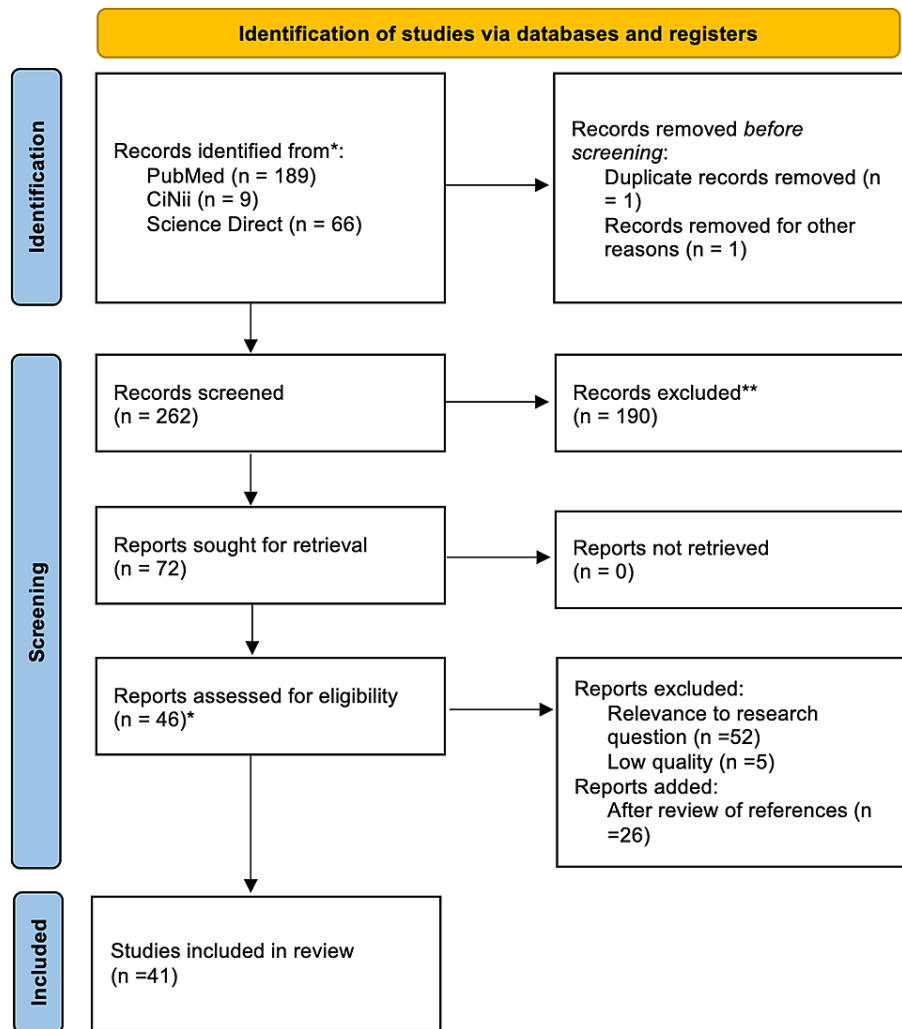 Identification of studies via databases and registers
Identification
Records identified from*:
PubMed (n = 189)
CiNii (n = 9)
Science Direct (n = 66)
Records removed before
screening:
Duplicate records removed (n
= 1)
Records removed for other
reasons (n = 1)
Screening
Records screened
(n = 262)
Records excluded**
(n = 190)
Reports sought for retrieval
(n = 72)
Reports not retrieved
(n = 0)
Reports assessed for eligibility
(n = 46)*
Reports excluded:
Relevance to research
question (n =52)
Low quality (n =5)
Reports added:
After review of references (n
=26)
Included
Studies included in review
(n =41)